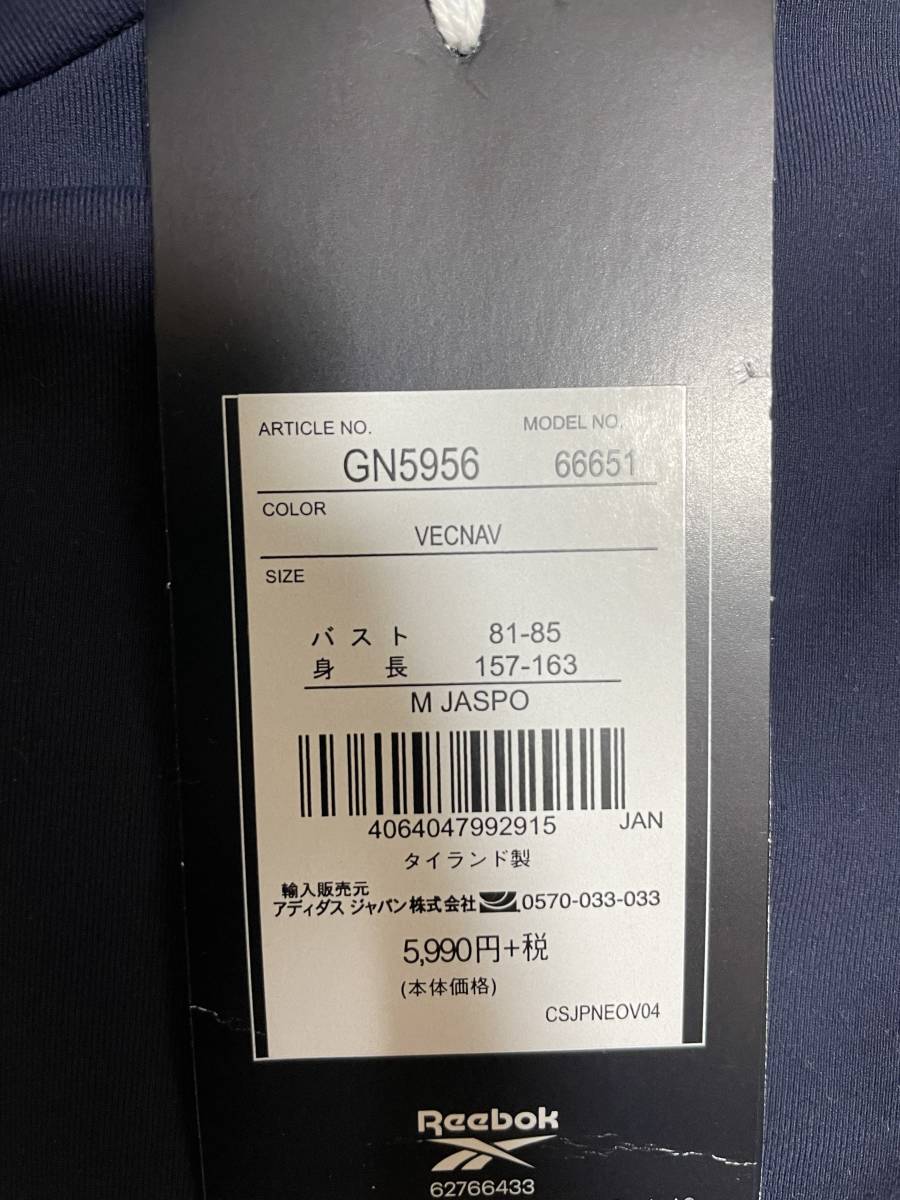 ARTICLE NO. MODEL NO.
GN5956 66651
COLOR
VECNAV
SIZE
バスト 81-85
身長 157-163
M JASPO
4064047992915 JAN
タイランド製
輸入販売元
アディダス ジャパン株式会社 0570-033-033
5,990円+税
(本体価格)
CSJPNEOV04
Reebok
62766433